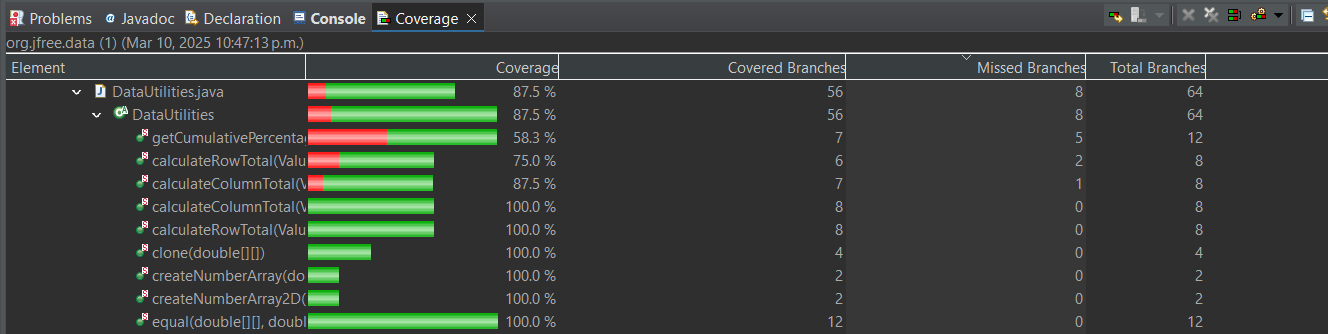 Problems Javadoc Declaration Console Coverage
org.jfree.data (1) (Mar 10, 2025 10:47:13 p.m.)
Element Coverage Covered Branches Missed Branches Total Branches
DataUtilities.java 87.5 % 56 8 64
DataUtilities 87.5 % 56 8 64
getCumulativePercenta 58.3 % 7 5 12
calculateRowTotal(Valu 75.0 % 6 2 8
calculateColumnTotal(V 87.5 % 7 1 8
calculateColumnTotal(V 100.0 % 8 0 8
calculateRowTotal(Valu 100.0 % 8 0 8
clone(double[][]) 100.0 % 4 0 4
createNumberArray(do 100.0 % 2 0 2
createNumberArray2D( 100.0 % 2 0 2
equal(double[][], doubl 100.0 % 12 0 12